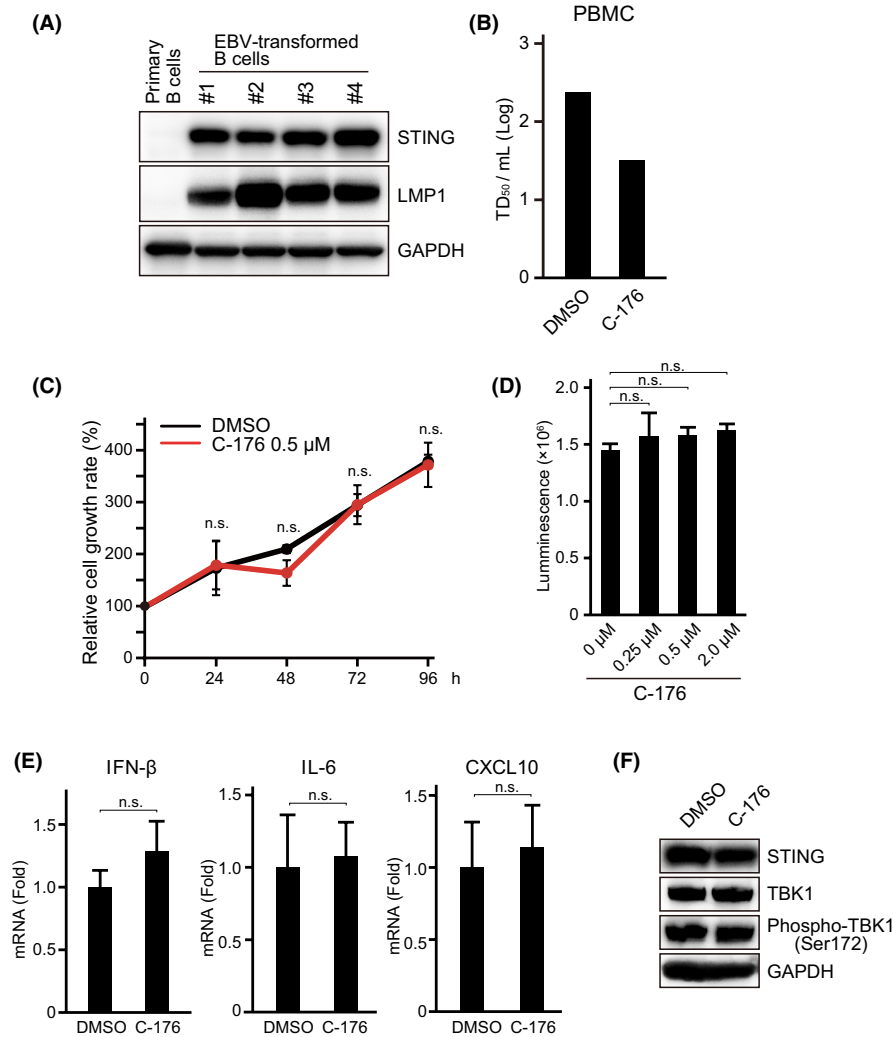 (A)
Primary
B cells
EBV-transformed
B cells
#1
#2
#3
#4
STING
LMP1
GAPDH
(B)
PBMC
TD50 / mL (Log)
3
2
1
0
DMSO
C-176
(C)
Relative cell growth rate (%)
DMSO
C-176 0.5 µM
400
300
200
100
0
n.s.
n.s.
n.s.
n.s.
0
24
48
72
96
h
(D)
n.s.
n.s.
n.s.
Lumminescence (×10⁶)
2.0
1.5
1.0
0.5
0
0 µM
0.25 µM
0.5 µM
2.0 µM
C-176
(E)
IFN-β
n.s.
mRNA (Fold)
1.5
1.0
0.5
0
DMSO
C-176
IL-6
n.s.
mRNA (Fold)
1.5
1.0
0.5
0
DMSO
C-176
CXCL10
n.s.
mRNA (Fold)
1.5
1.0
0.5
0
DMSO
C-176
(F)
DMSO
C-176
STING
TBK1
Phospho-TBK1
(Ser172)
GAPDH